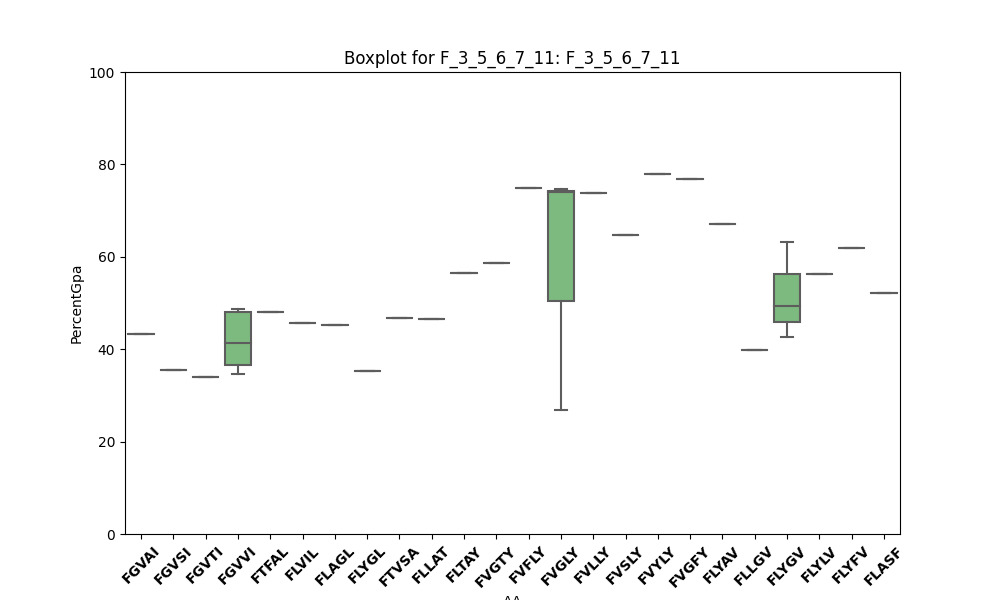 Boxplot for F_3_5_6_7_11: F_3_5_6_7_11
PercentGpa
100
80
60
40
20
0
FGVAI
FGVSI
FGVTI
FGVVI
FTFAL
FLVIL
FLAGL
FLYGL
FTVSA
FLLAT
FLTAY
FVGTY
FVFLY
FVGLY
FVLLY
FVSLY
FVYLY
FVGFY
FLYAV
FLLGV
FLYGV
FLYLV
FLYFV
FLASF